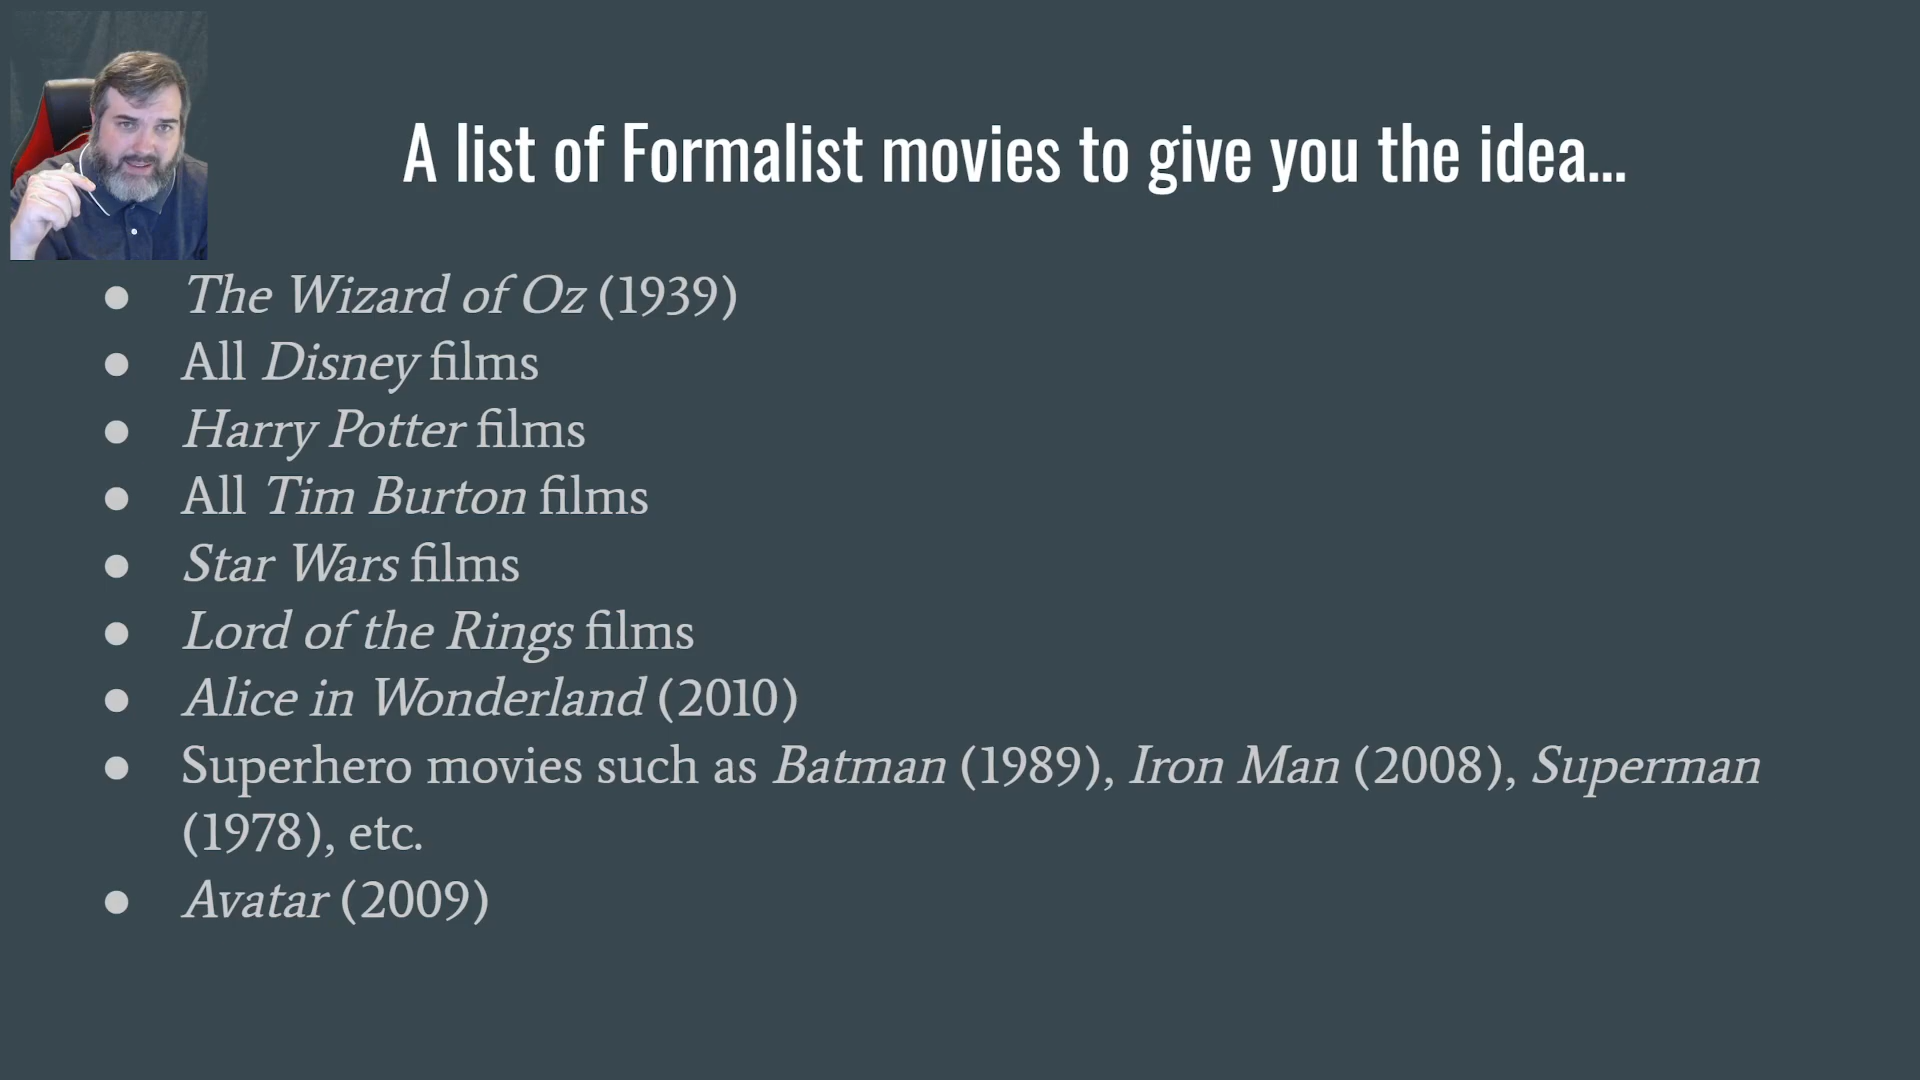 A list of Formalist movies to give you the idea...
● The Wizard of Oz (1939)
● All Disney films
● Harry Potter films
● All Tim Burton films
● Star Wars films
● Lord of the Rings films
● Alice in Wonderland (2010)
● Superhero movies such as Batman (1989), Iron Man (2008), Superman
(1978), etc.
● Avatar (2009)